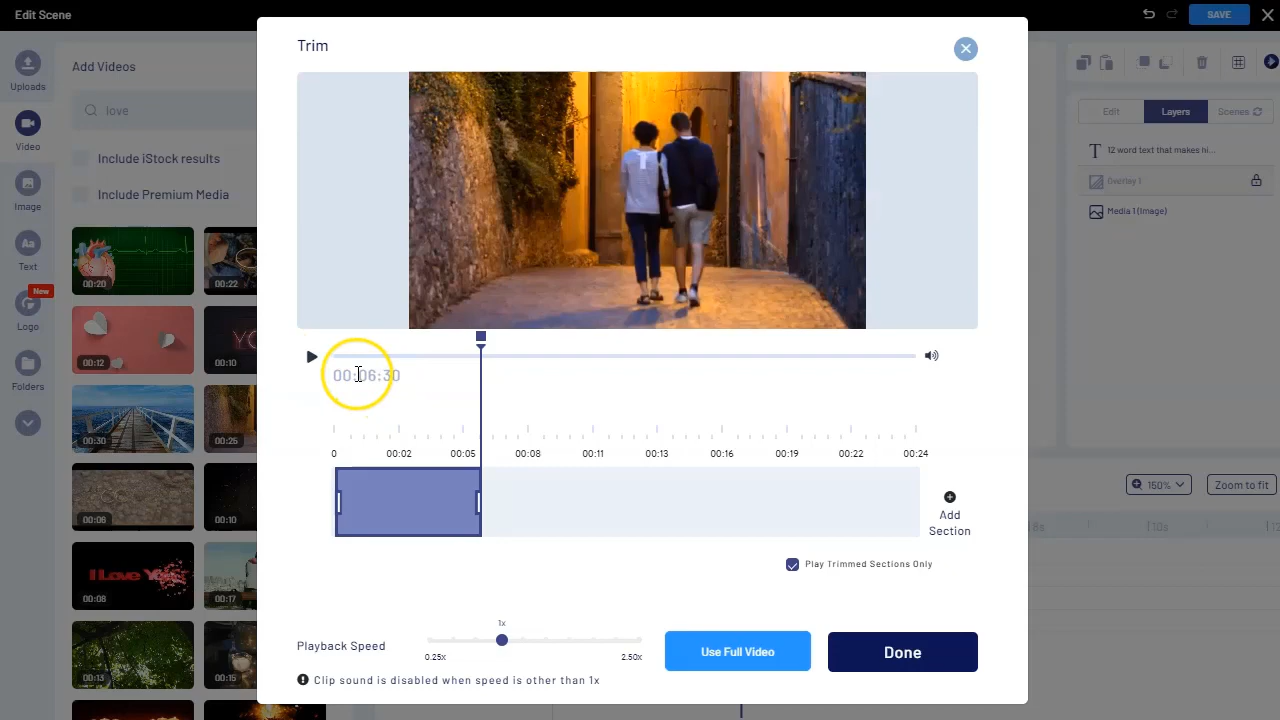 Edit Scene
SAVE
Uploads
Video
Image
Text
New
Logo
Folders
Add Videos
love
Include iStock results
Include Premium Media
00:20
00:22
00:12
00:10
00:30
00:25
00:06
00:10
I Love You
00:08
00:17
00:13
00:15
Trim
00:06:30
0
00:02
00:05
00:08
00:11
00:13
00:16
00:19
00:22
00:24
Add
Section
Play Trimmed Sections Only
Playback Speed
1x
0.25x
2.50x
Use Full Video
Done
Clip sound is disabled when speed is other than 1x
Edit
Layers
Scenes
12 word text that makes hi...
Overlay 1
Media 1 (Image)
150%
Zoom to fit
8s
10s